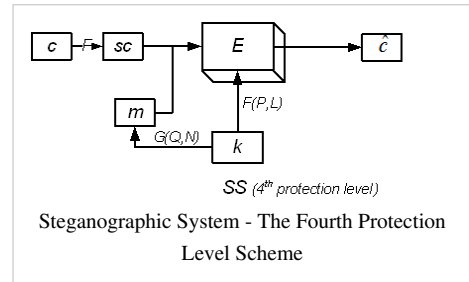 c
F
sc
E
ĉ
m
F(P,L)
G(Q,N)
k
SS (4th protection level)
Steganographic System - The Fourth Protection
Level Scheme